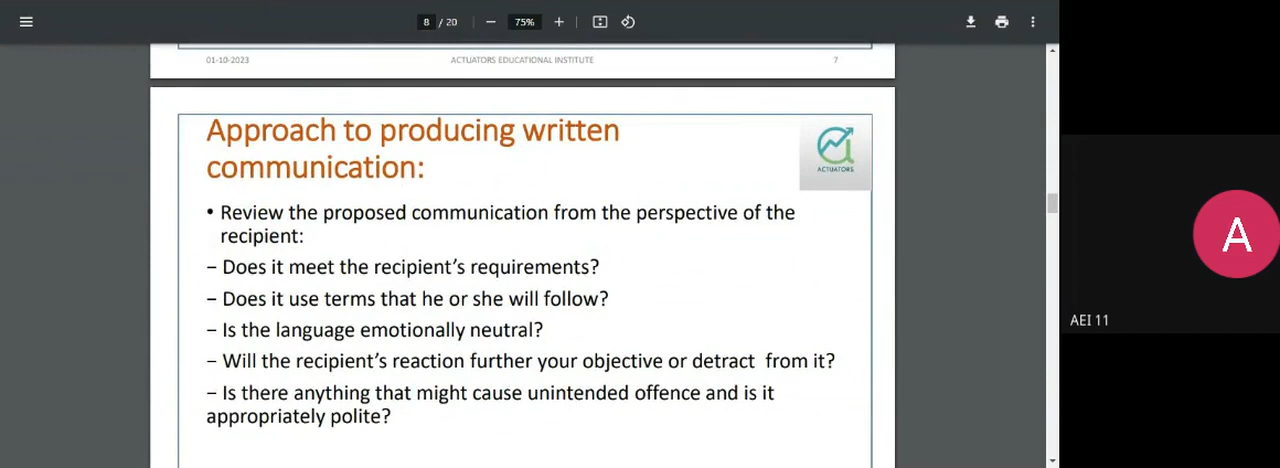 8 / 20
75%
01-10-2023 ACTUATORS EDUCATIONAL INSTITUTE 7
Approach to producing written
communication:
ACTUATORS
• Review the proposed communication from the perspective of the
recipient:
− Does it meet the recipient's requirements?
− Does it use terms that he or she will follow?
− Is the language emotionally neutral?
− Will the recipient's reaction further your objective or detract from it?
− Is there anything that might cause unintended offence and is it
appropriately polite?
A
AEI 11